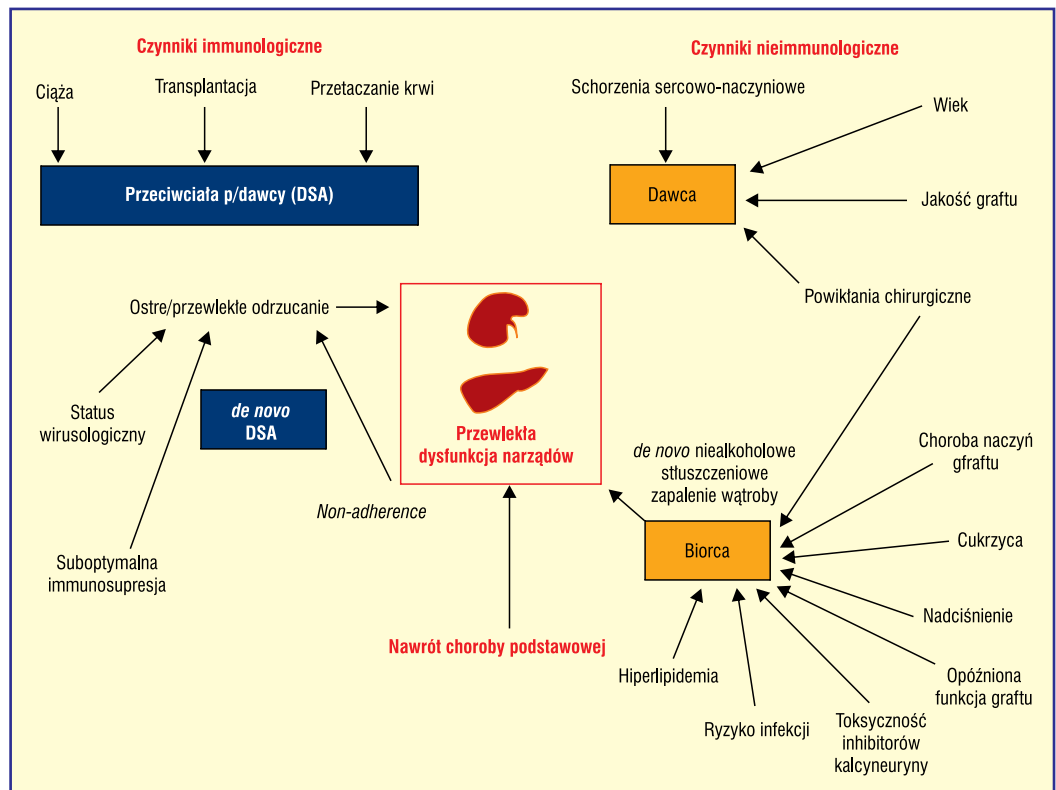 Czynniki immunologiczne
Ciąża
Transplantacja
Przetaczanie krwi
Przeciwciała p/dawcy (DSA)
Ostre/przewlekłe odrzucanie
Status
wirusologiczny
de novo
DSA
Non-adherence
Suboptymalna
immunosupresja
Przewlekła
dysfunkcja narządów
Nawrót choroby podstawowej
Czynniki nieimmunologiczne
Schorzenia sercowo-naczyniowe
Wiek
Dawca
Jakość graftu
Powikłania chirurgiczne
de novo niealkoholowe
stłuszczeniowe
zapalenie wątroby
Choroba naczyń
gfraftu
Biorca
Cukrzyca
Nadciśnienie
Hiperlipidemia
Opóźniona
funkcja graftu
Ryzyko infekcji
Toksyczność
inhibitorów
kalcyneuryny